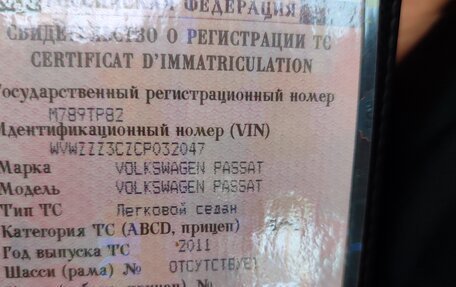 РОССИЙСКАЯ ФЕДЕРАЦИЯ
СВИДЕТЕЛЬСТВО О РЕГИСТРАЦИИ ТС
CERTIFICAT D'IMMATRICULATION
Государственный регистрационный номер
М789ТР82
Идентификационный номер (VIN)
WVWZZZ3CZCP032047
Марка VOLKSWAGEN PASSAT
Модель VOLKSWAGEN PASSAT
Тип ТС Легковой седан
Категория ТС (ABCD, прицеп)
Год выпуска ТС 2011
Шасси (рама) № ОТСУТСТВУЕТ